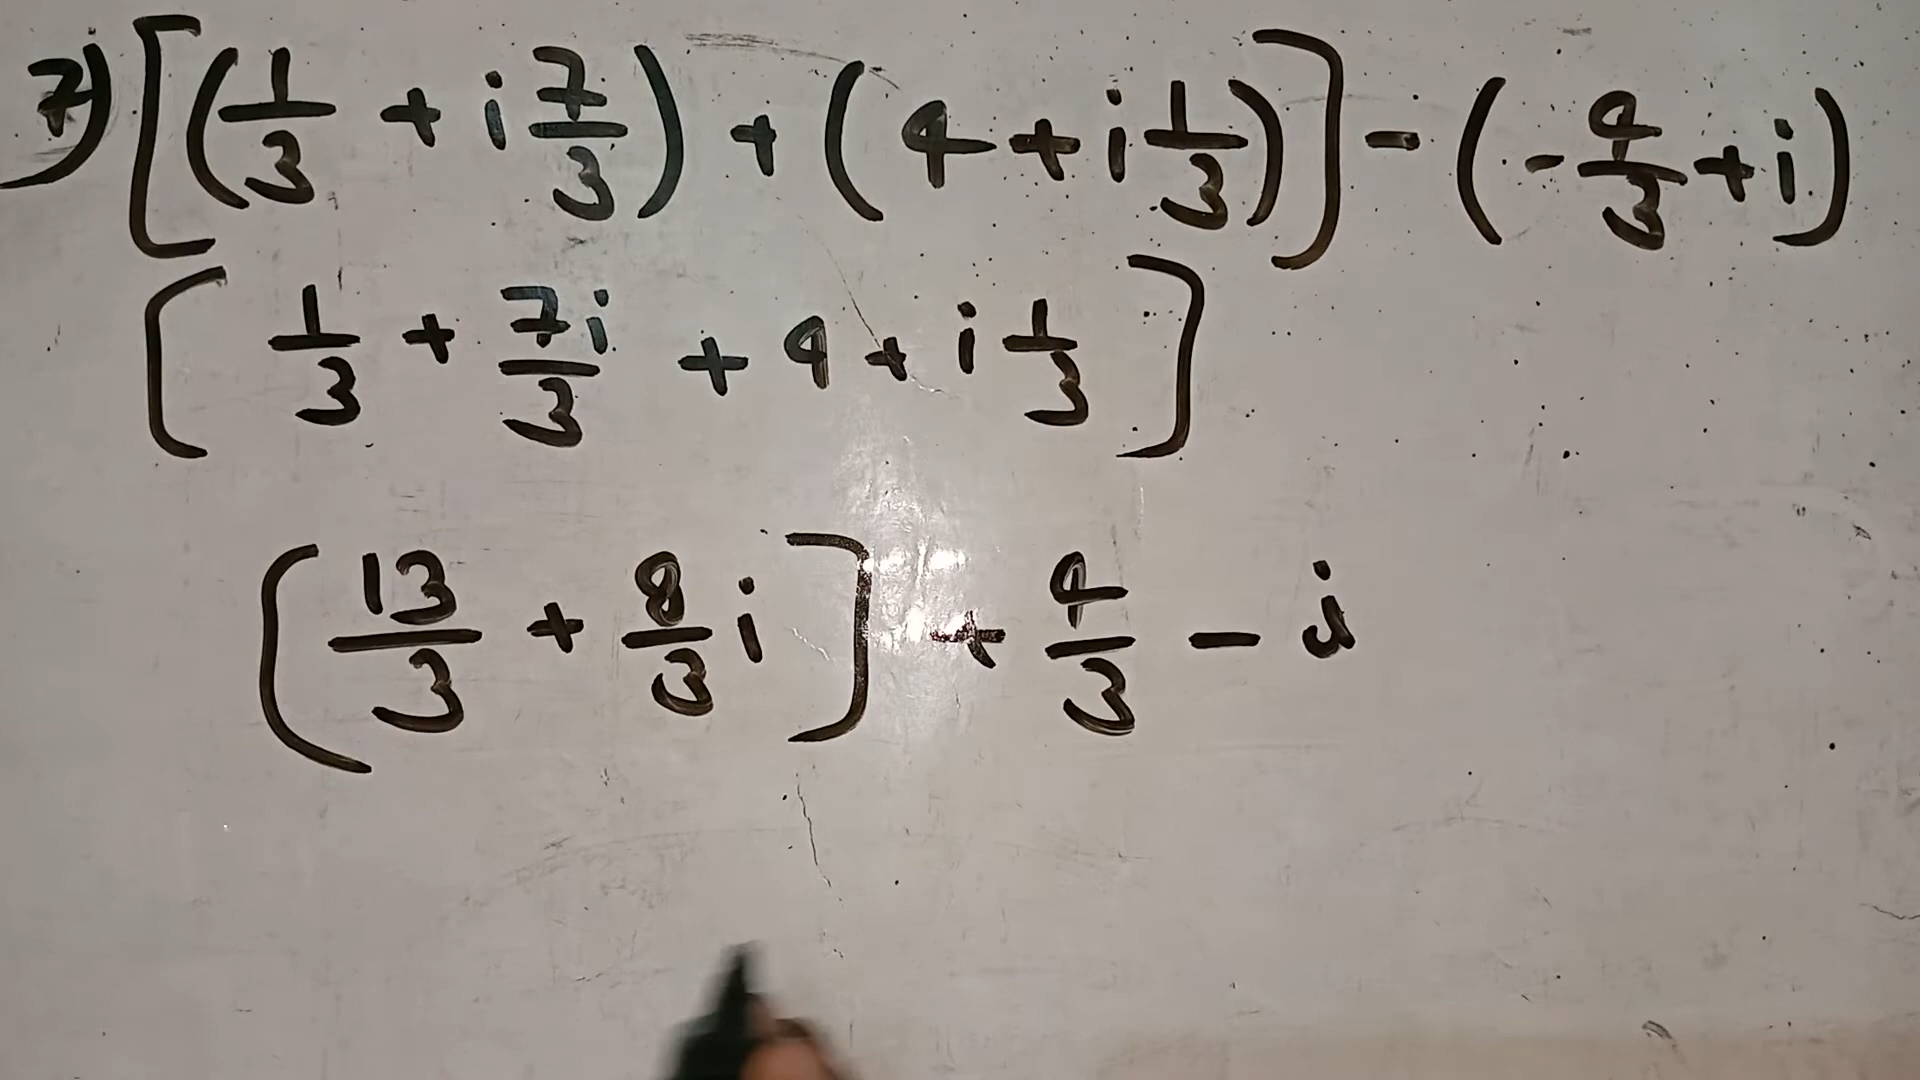 7) [(1/3 + i 7/3) + (4 + i 1/3)] - (-4/3 + i)
[1/3 + 7i/3 + 4 + i 1/3]
[13/3 + 8/3 i] + 4/3 - i